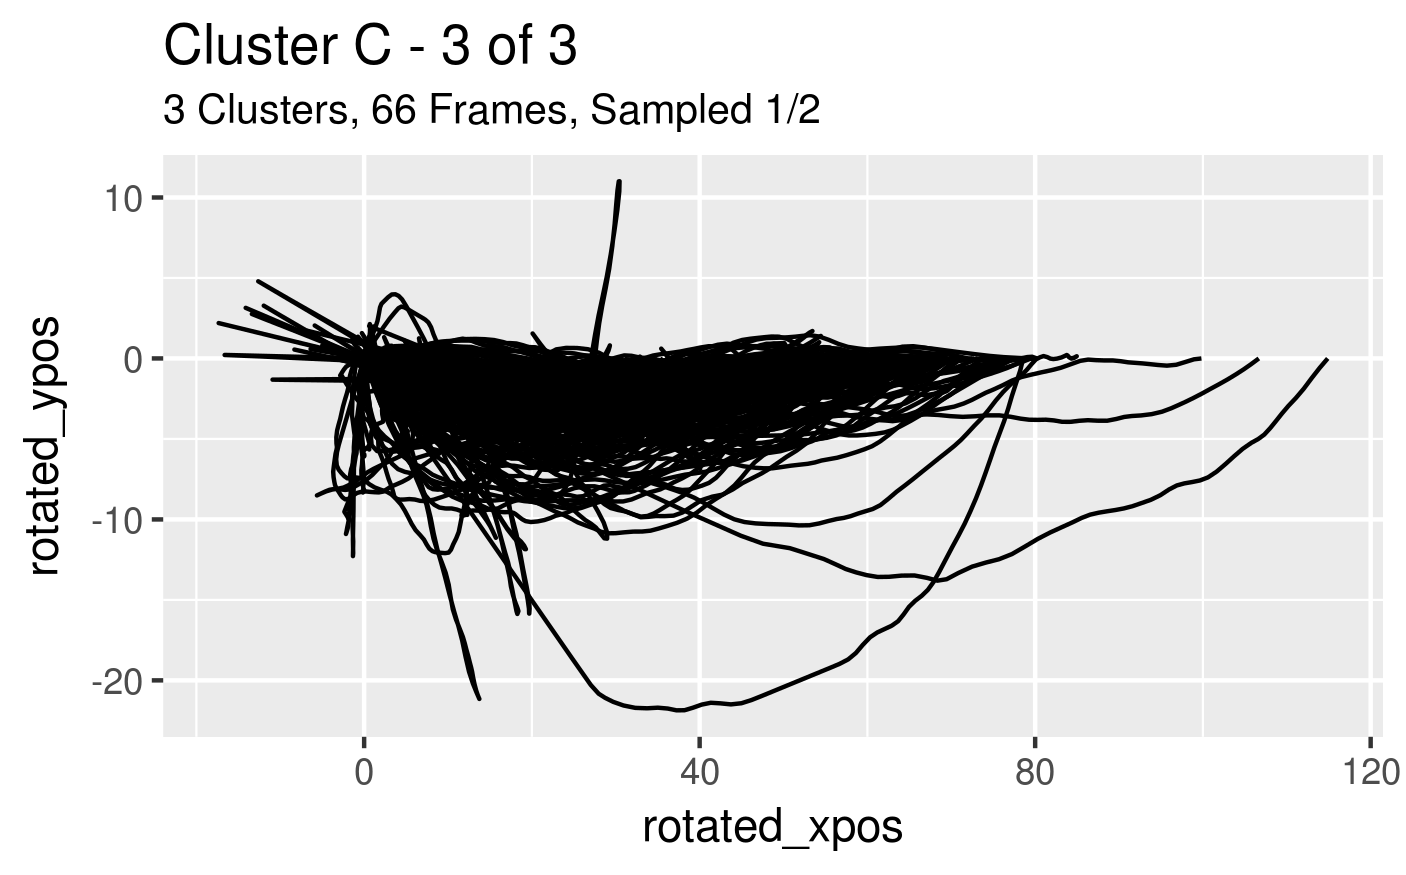 Cluster C - 3 of 3
3 Clusters, 66 Frames, Sampled 1/2
10
0
-10
-20
rotated_ypos
0 40 80 120
rotated_xpos